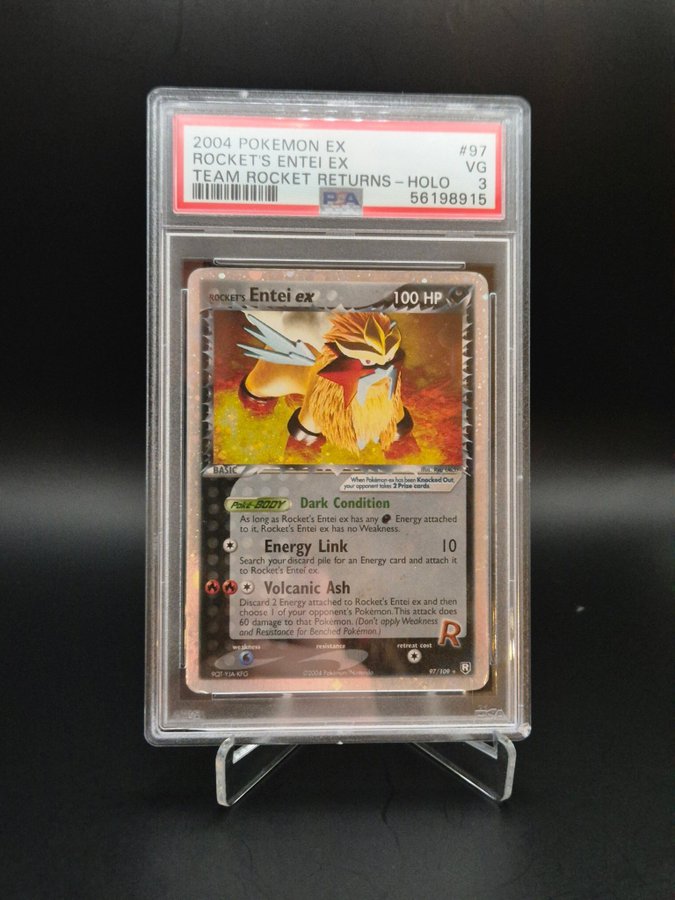 2004 POKEMON EX #97
ROCKET'S ENTEI EX VG
TEAM ROCKET RETURNS-HOLO 3
PSA 56198915
ROCKET'S Entei ex 100 HP
BASIC
When Pokémon-ex has been Knocked Out,
your opponent takes 2 Prize cards.
Poké-BODY Dark Condition
As long as Rocket's Entei ex has any Energy attached
to it, Rocket's Entei ex has no Weakness.
Energy Link 10
Search your discard pile for an Energy card and attach it
to Rocket's Entei ex.
Volcanic Ash
Discard 2 Energy attached to Rocket's Entei ex and then
choose 1 of your opponent's Pokémon. This attack does
60 damage to that Pokémon. (Don't apply Weakness
and Resistance for Benched Pokémon.)
R
weakness resistance retreat cost
9QT-YJA-KFG ©2004 Pokémon/Nintendo 97/109 R